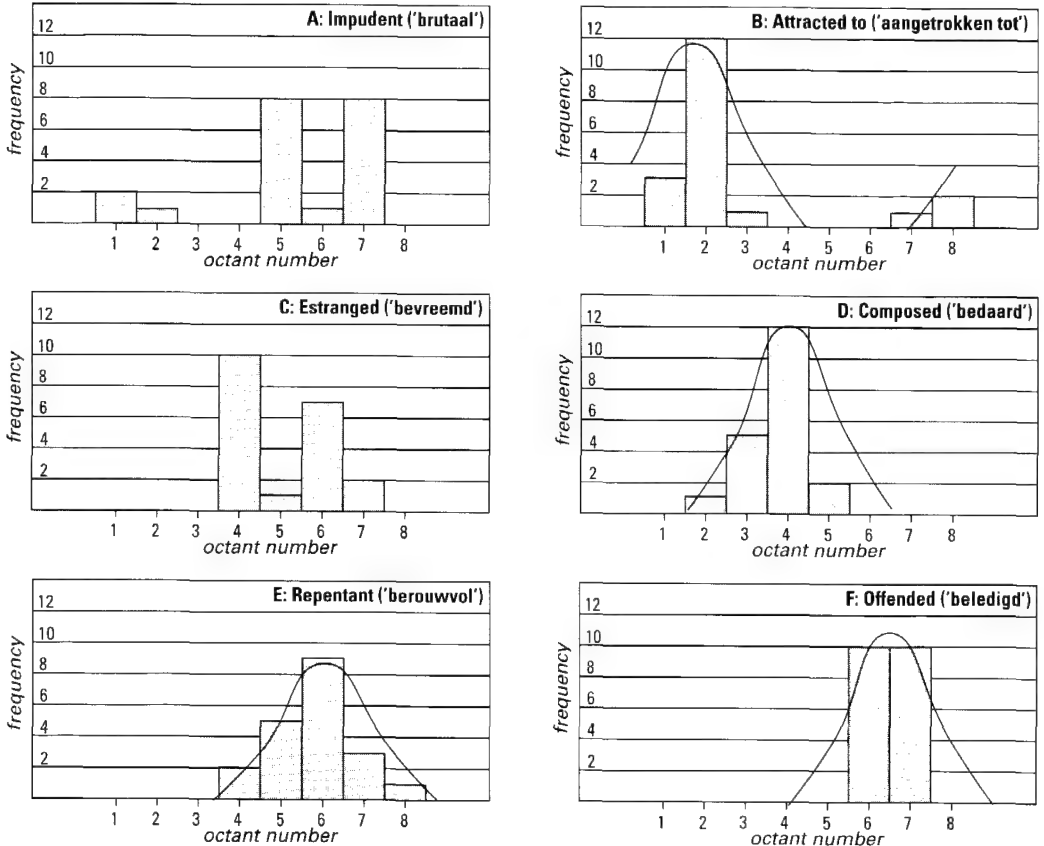 A: Impudent ('brutaal')
12
10
8
6
4
2
frequency
1 2 3 4 5 6 7 8
octant number
B: Attracted to ('aangetrokken tot')
12
10
8
6
4
2
frequency
1 2 3 4 5 6 7 8
octant number
C: Estranged ('bevreemd')
12
10
8
6
4
2
frequency
1 2 3 4 5 6 7 8
octant number
D: Composed ('bedaard')
12
10
8
6
4
2
frequency
1 2 3 4 5 6 7 8
octant number
E: Repentant ('berouwvol')
12
10
8
6
4
2
frequency
1 2 3 4 5 6 7 8
octant number
F: Offended ('beledigd')
12
10
8
6
4
2
frequency
1 2 3 4 5 6 7 8
octant number